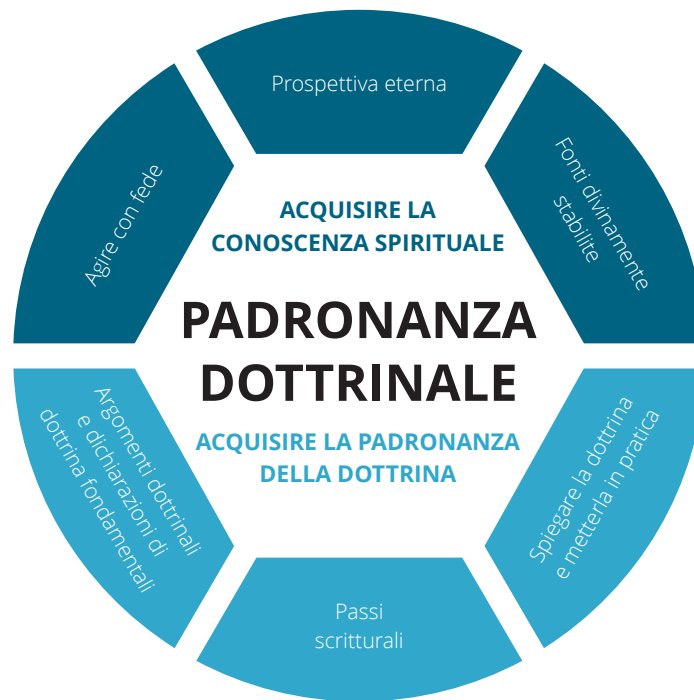 Prospettiva eterna
Agire con fede
Fonti divinamente
stabilite
ACQUISIRE LA
CONOSCENZA SPIRITUALE
PADRONANZA
DOTTRINALE
ACQUISIRE LA PADRONANZA
DELLA DOTTRINA
Argomenti dottrinali
e dichiarazioni di
dottrina fondamentali
Spiegare la dottrina
e metterla in pratica
Passi
scritturali